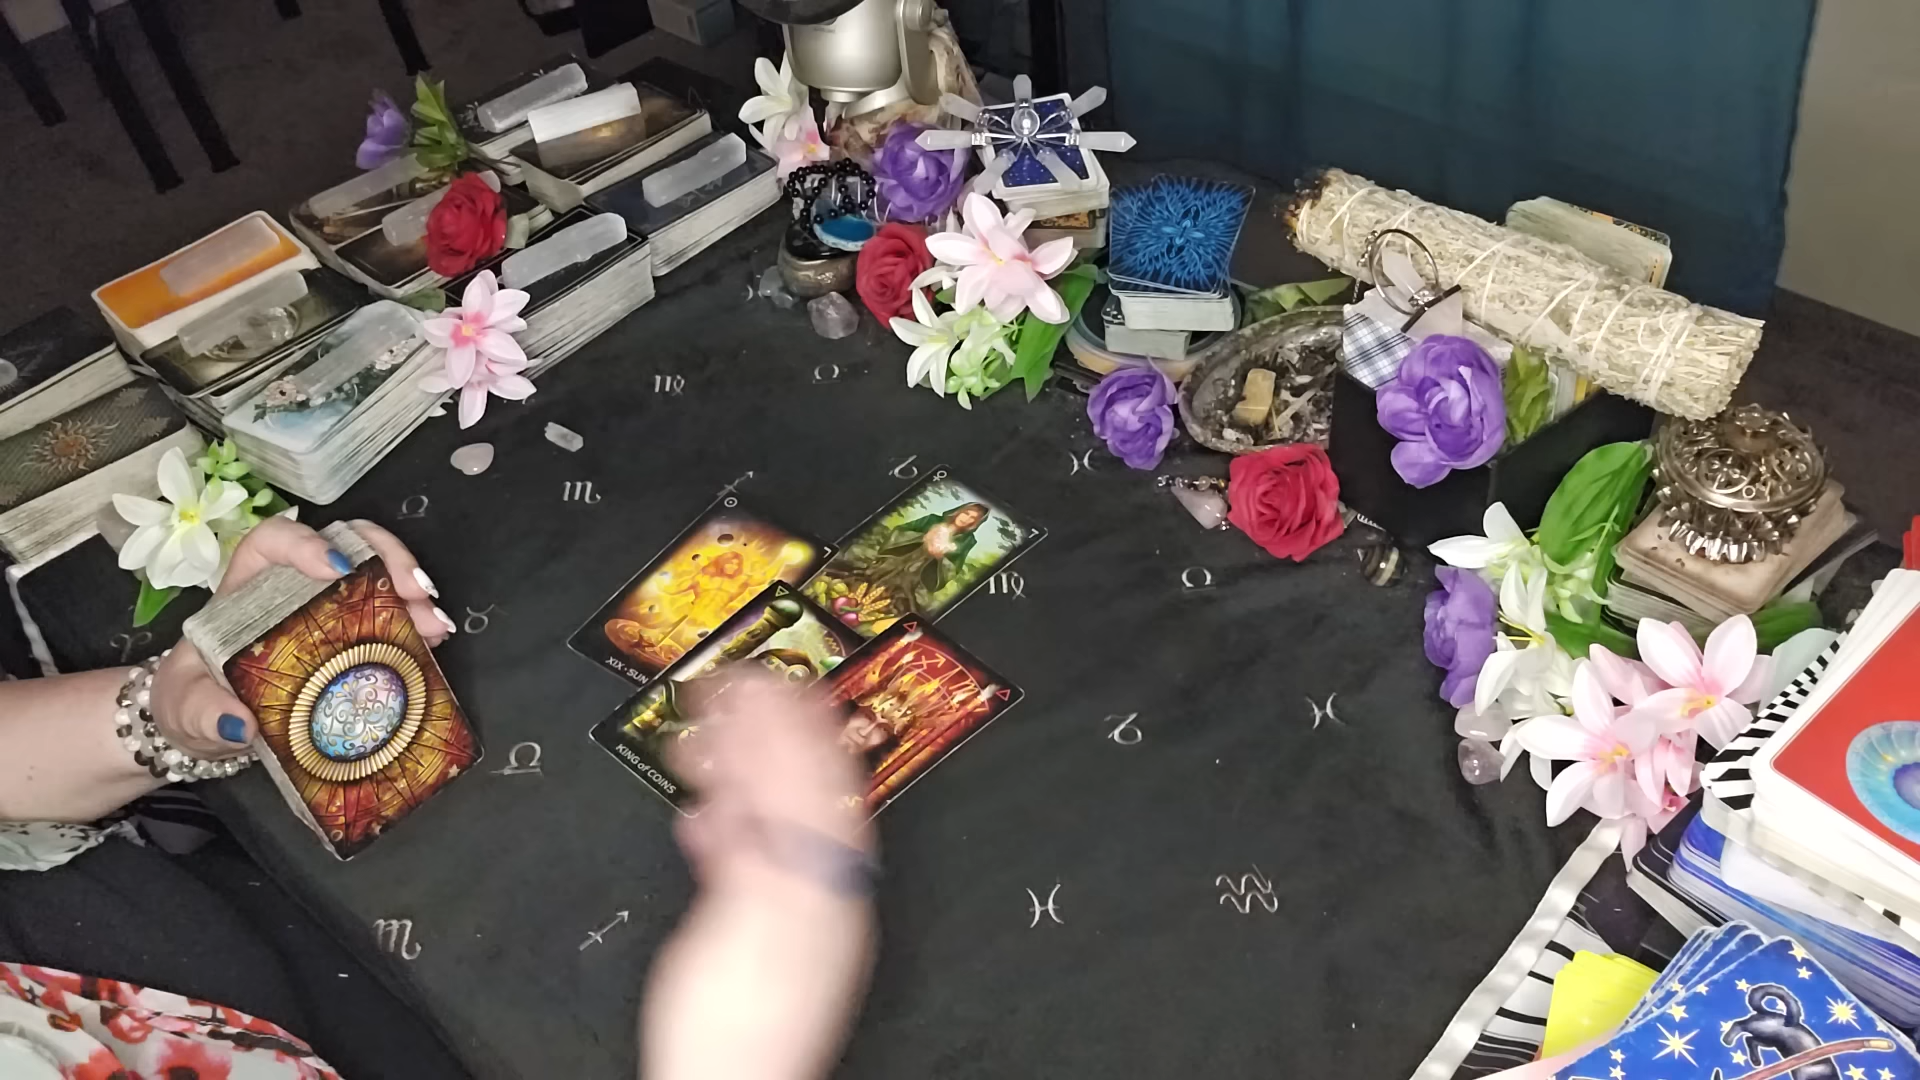 XIX • SUN
KING of COINS